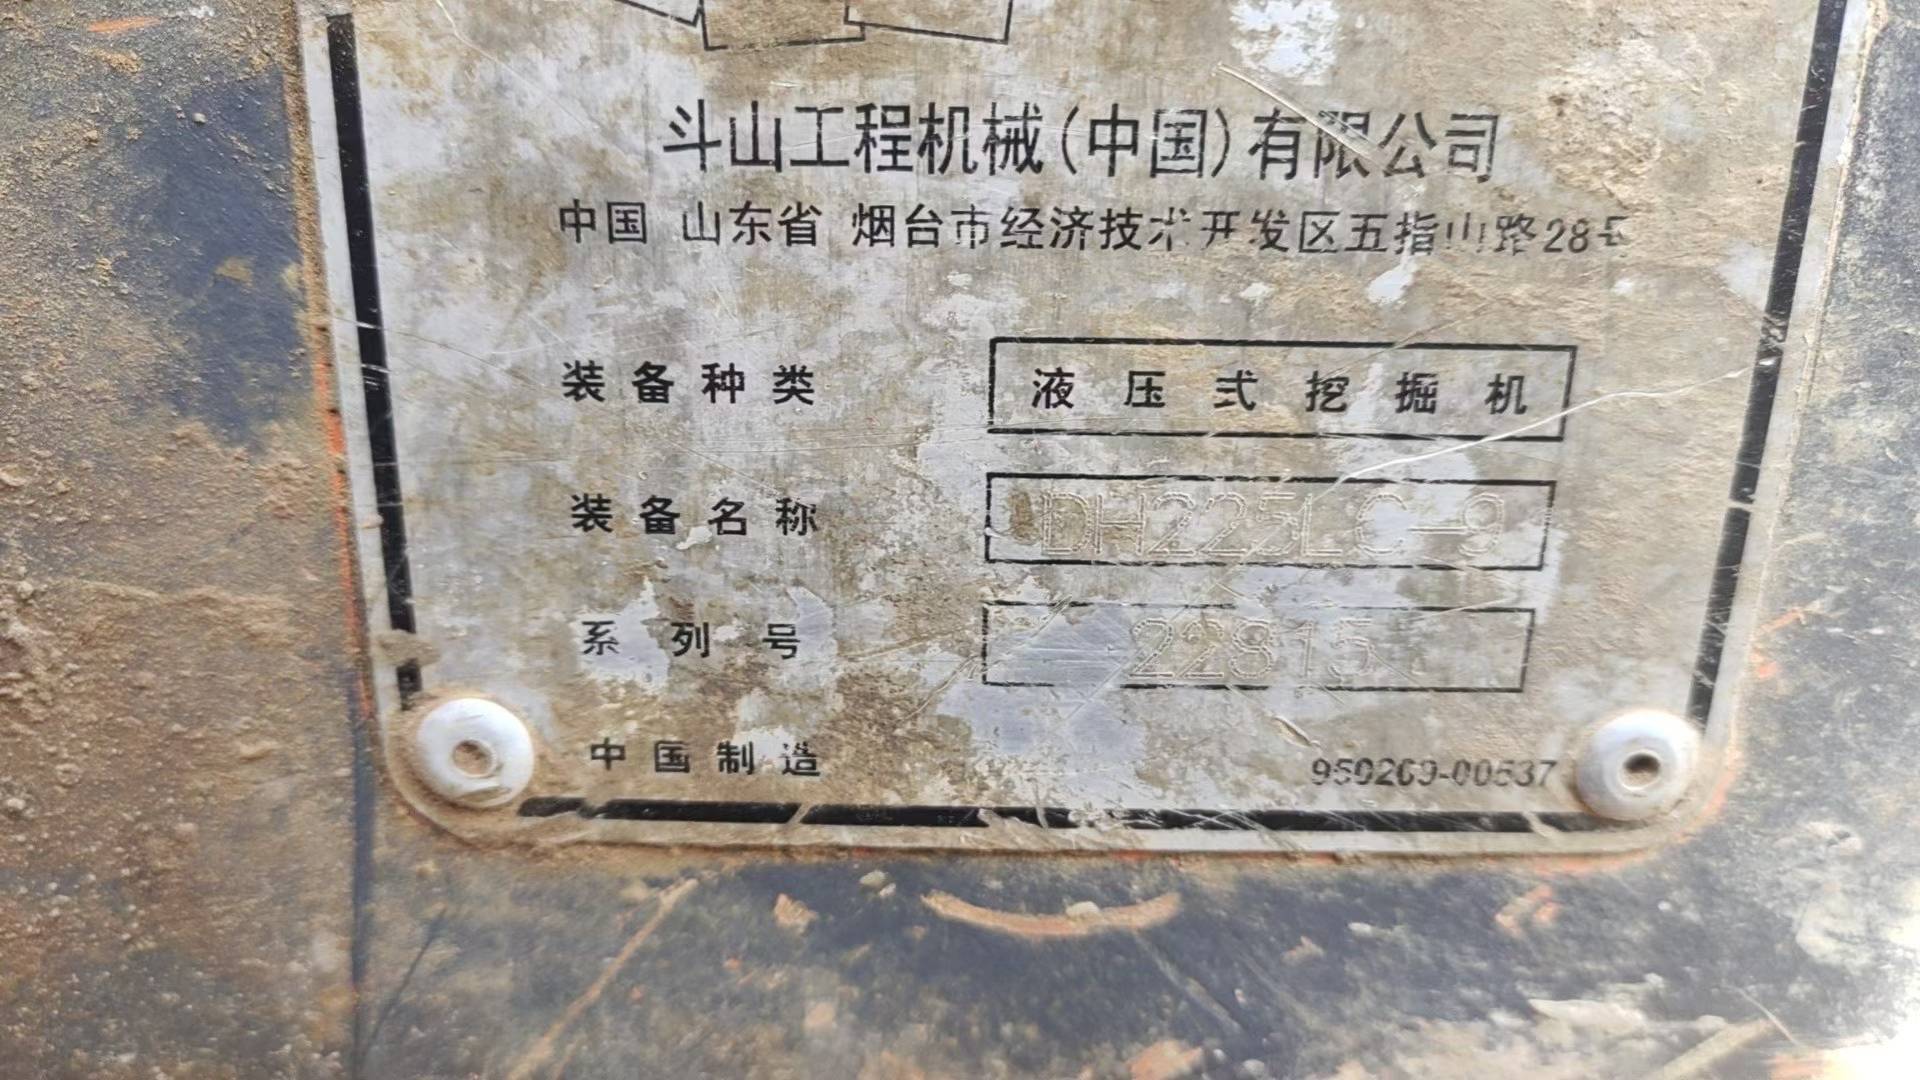 斗山工程机械(中国)有限公司
中国 山东省 烟台市经济技术开发区五指山路28号
装备种类 液压式挖掘机
装备名称 DH225LC-9
系列号
中国制造